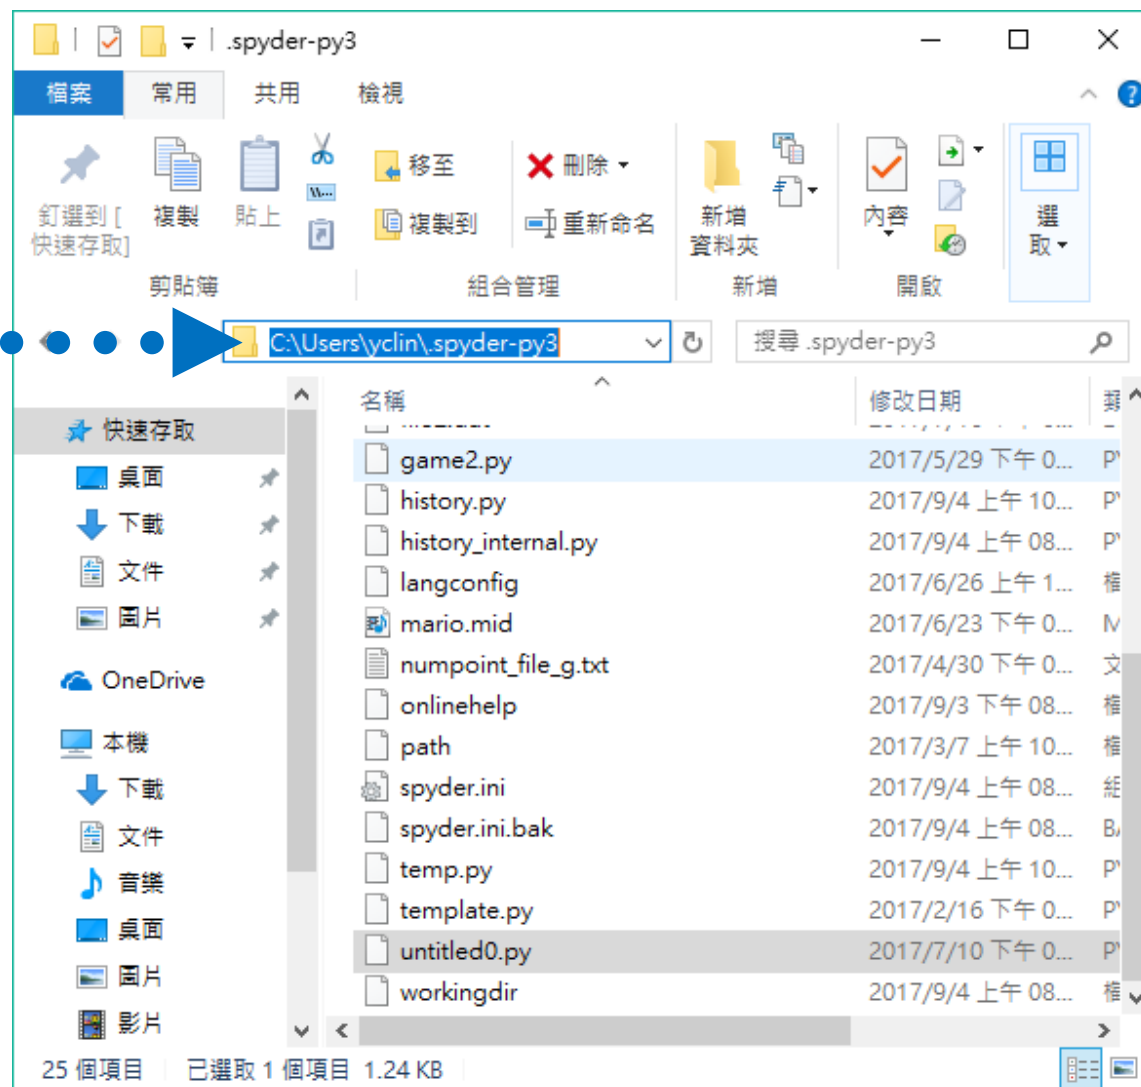 .spyder-py3
檔案 常用 共用 檢視
釘選到 [
快速存取]
複製
貼上
移至
複製到
刪除
重新命名
新增
資料夾
內容
選
取
剪貼簿 組合管理 新增 開啟
C:\Users\yclin\.spyder-py3 搜尋 .spyder-py3
名稱 修改日期
快速存取
桌面
下載
文件
圖片
OneDrive
本機
下載
文件
音樂
桌面
圖片
影片
game2.py 2017/5/29 下午 0...
history.py 2017/9/4 上午 10...
history_internal.py 2017/9/4 上午 08...
langconfig 2017/6/26 上午 1...
mario.mid 2017/6/23 下午 0...
numpoint_file_g.txt 2017/4/30 下午 0...
onlinehelp 2017/9/3 下午 08...
path 2017/3/7 上午 10...
spyder.ini 2017/9/4 上午 08...
spyder.ini.bak 2017/9/4 上午 08...
temp.py 2017/9/4 上午 10...
template.py 2017/2/16 下午 0...
untitled0.py 2017/7/10 下午 0...
workingdir 2017/9/4 上午 08...
25 個項目 已選取 1 個項目 1.24 KB